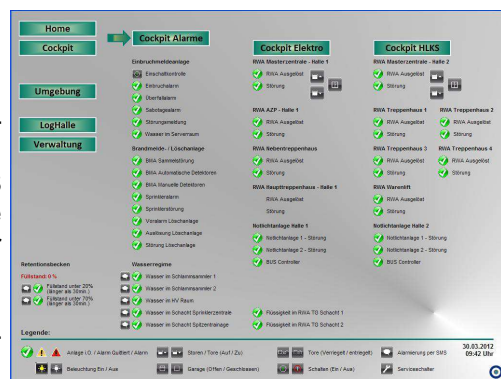 Home
Cockpit
Umgebung
LogHalle
Verwaltung
Cockpit Alarme
Cockpit Elektro
Cockpit HLKS
Einbruchmeldeanlage
Einschaltkontrolle
Einbruchalarm
Überfallalarm
Sabotagealarm
Störungsmeldung
Wasser im Serverraum
Brandmelde- / Löschanlage
BMA Sammelstörung
BMA Automatische Detektoren
BMA Manuelle Detektoren
Sprinkleralarm
Sprinklerstörung
Voralarm Löschanlage
Auslösung Löschanlage
Störung Löschanlage
Wasserregime
Wasser in Schlammsammler 1
Wasser in Schlammsammler 2
Wasser in HV Raum
Wasser in Schacht Sprinklerzentrale
Wasser in Schacht Spitzentrainage
RWA Masterzentrale - Halle 1
RWA Ausgelöst
Störung
RWA AZP - Halle 1
RWA Ausgelöst
Störung
RWA Nebentreppenhaus
RWA Ausgelöst
Störung
RWA Haupttreppenhaus - Halle 1
RWA Ausgelöst
Störung
Notlichtanlage Halle 1
Notlichtanlage 1 - Störung
Notlichtanlage 2 - Störung
BUS Controller
Flüssigkeit in RWA TG Schacht 1
Flüssigkeit in RWA TG Schacht 2
RWA Masterzentrale - Halle 2
RWA Ausgelöst
Störung
RWA Treppenhaus 1
RWA Treppenhaus 2
RWA Ausgelöst
RWA Ausgelöst
Störung
Störung
RWA Treppenhaus 3
RWA Treppenhaus 4
RWA Ausgelöst
RWA Ausgelöst
Störung
Störung
RWA Warenlift
RWA Ausgelöst
Störung
Notlichtanlage Halle 2
Notlichtanlage 1 - Störung
Notlichtanlage 2 - Störung
BUS Controller
Retentionsbecken
Füllstand: 0 %
Füllstand unter 20%
(länger als 30min.)
Füllstand unter 70%
(länger als 30min.)
Legende:
Anlage i.O. / Alarm Quittiert / Alarm
Storen / Tore (Auf / Zu)
Tore (Verriegelt / entriegelt)
Alarmierung per SMS
Beleuchtung Ein / Aus
Garage (Offen / Geschlossen)
Schalten (Ein / Aus)
Serviceschalter
30.03.2012
09:42 Uhr